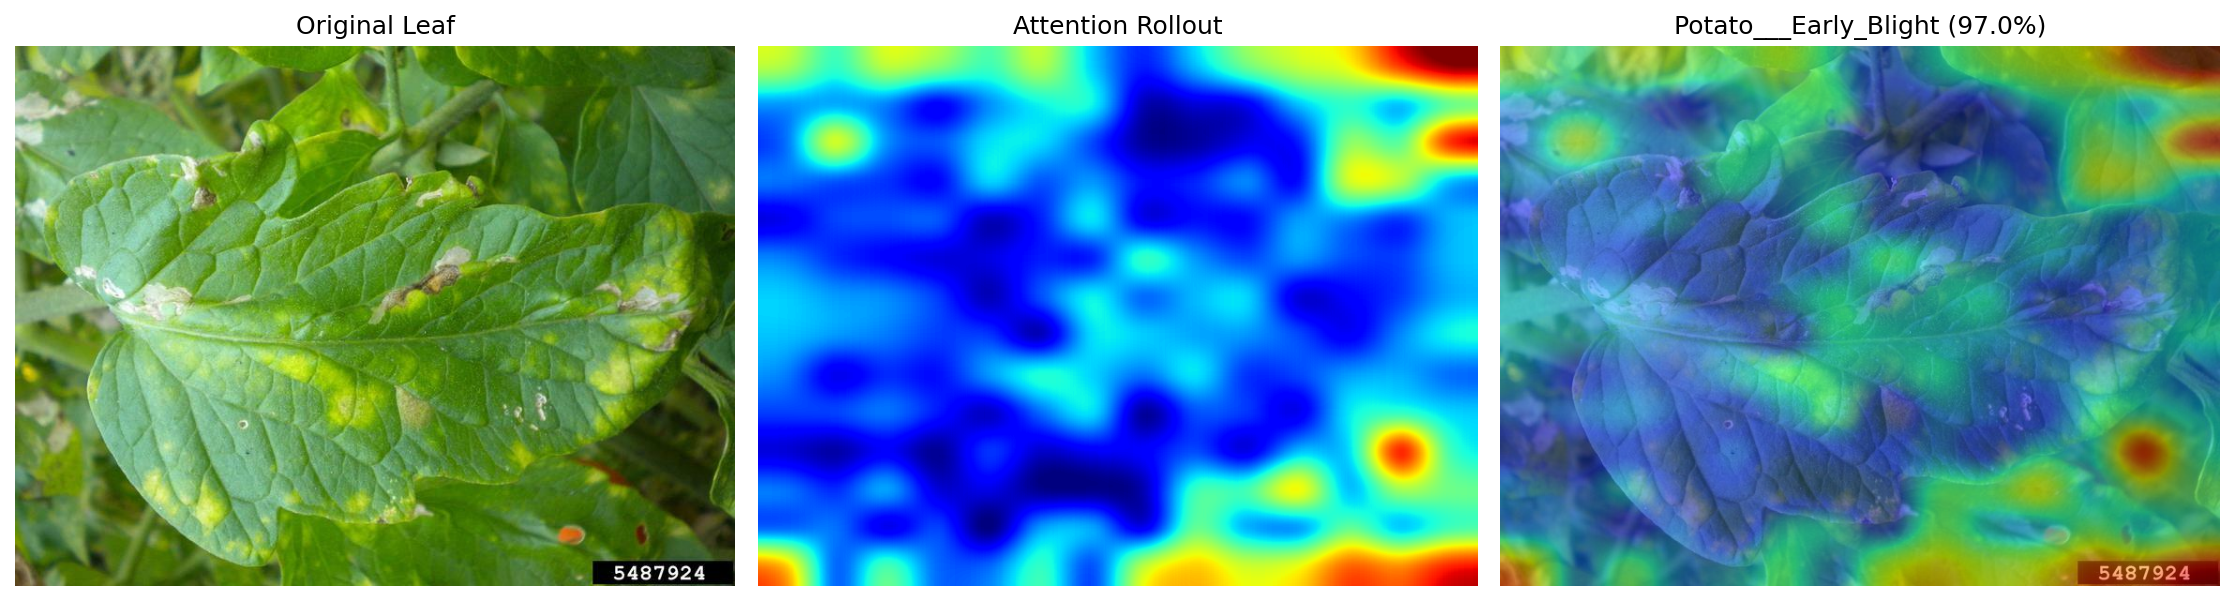 Original Leaf
Attention Rollout
Potato___Early_Blight (97.0%)
5487924
5487924